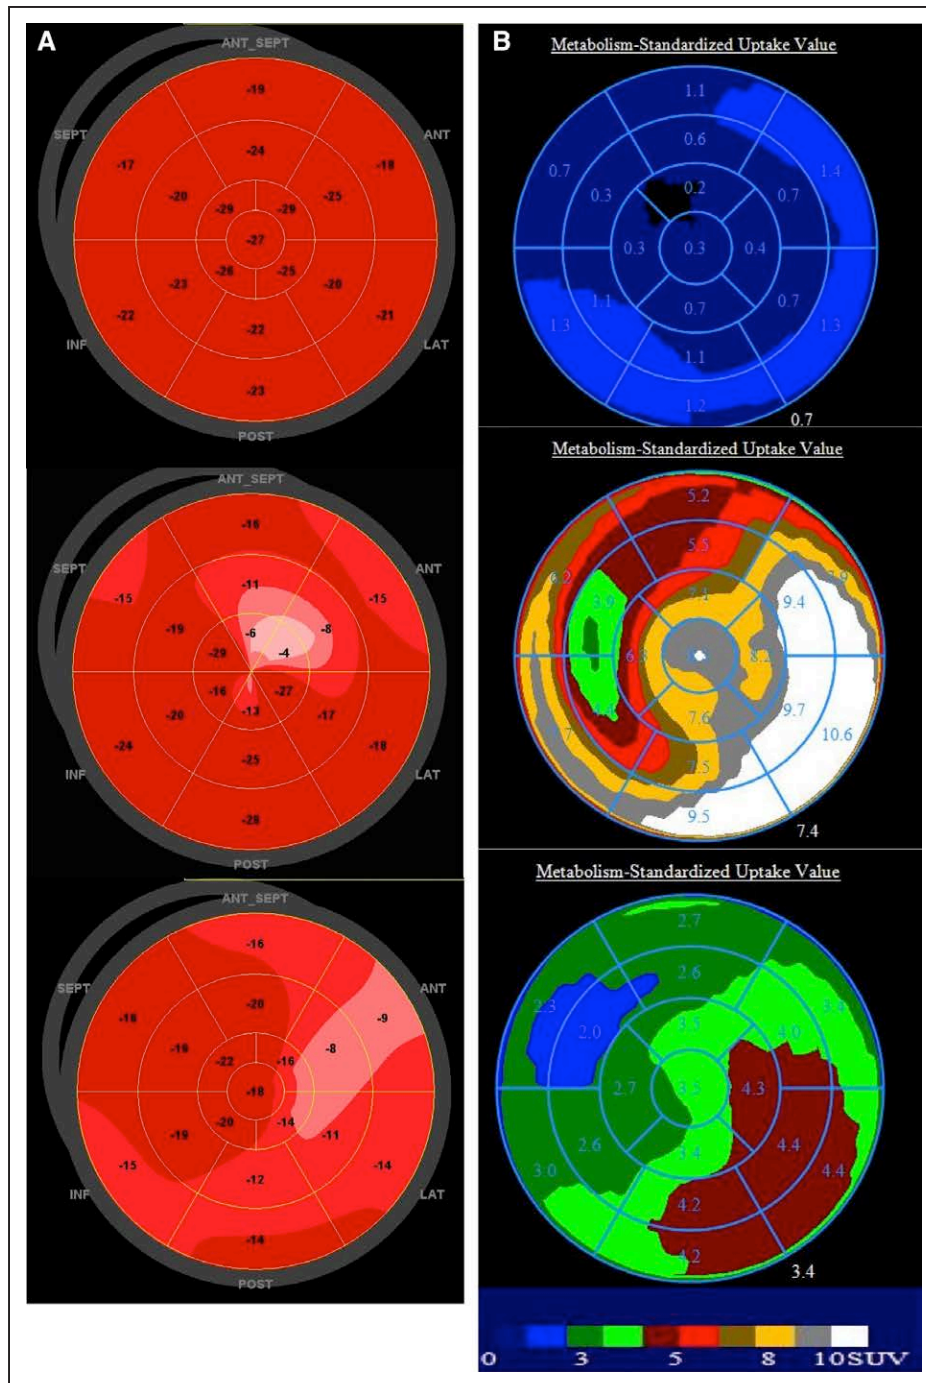 A
ANT_SEPT
-19
SEPT ANT
-17 -24 -18
-20 -25
-29 -29
-27
-26 -25
-23 -20
-22 -22 -21
INF LAT
-23
POST
ANT_SEPT
-16
SEPT ANT
-15 -11 -15
-19 -6 -8
-29 -4
-16 -27
-13
-20 -17
-24 -18
-25
INF LAT
-28
POST
ANT_SEPT
-16
SEPT ANT
-18 -20 -9
-19 -8
-22 -16
-18
-20 -14
-19 -11
-15 -12 -14
INF LAT
-14
POST
B
Metabolism-Standardized Uptake Value
1.1
0.6
0.7 1.4
0.3 0.2 0.7
0.3 0.3 0.4
1.1 0.7
1.3 0.7 1.3
1.1
1.2
0.7
Metabolism-Standardized Uptake Value
5.2
5.5
6.2
3.9 7.1 9.4
9.7
7.6 10.6
7.5
9.5
7.4
Metabolism-Standardized Uptake Value
2.7
2.6
2.3 3.4
2.0 3.5 4.0
2.7 3.5 4.3
2.6 3.4 4.4
3.0 4.4
4.2
4.2
3.4
0 3 5 8 10SUV